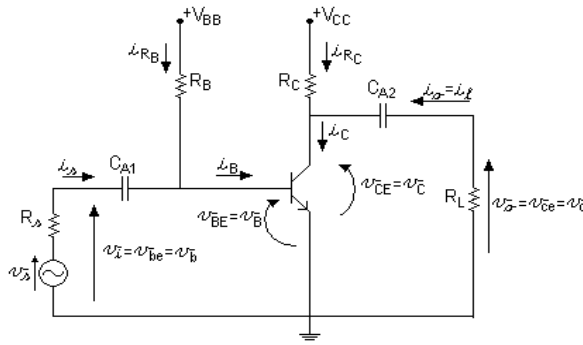 +VBB
+VCC
iRB
RB
RC
iRC
CA2
io=il
iC
is
CA1
iB
vCE=vC
RL
vo=vce=vc
vBE=vB
Rs
vi=vbe=vb
vs